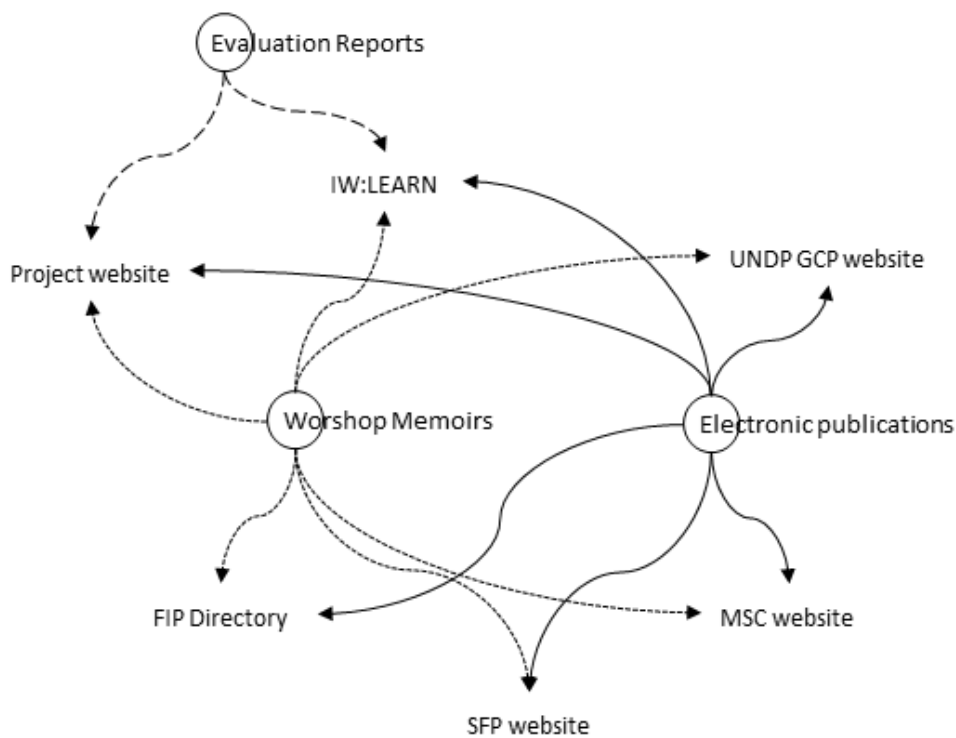 Evaluation Reports
IW:LEARN
UNDP GCP website
Project website
Worshop Memoirs
Electronic publications
FIP Directory
MSC website
SFP website